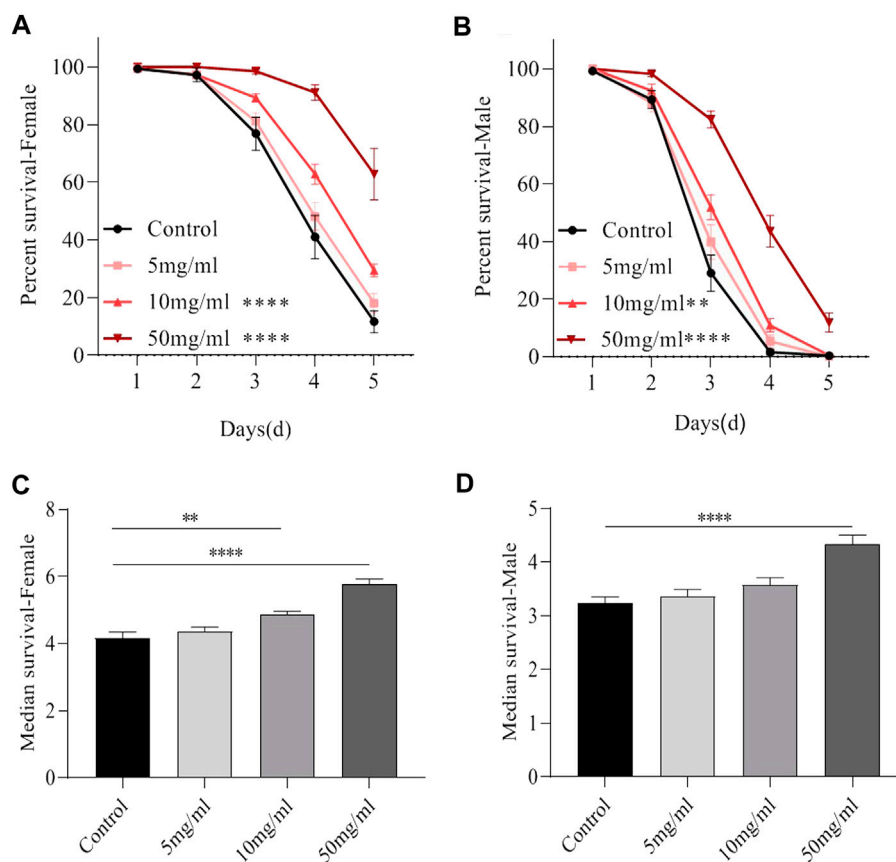 A
Percent survival-Female
100
80
60
40
20
0
Control
5mg/ml
10mg/ml ****
50mg/ml ****
1 2 3 4 5
Days(d)
B
Percent survival-Male
100
80
60
40
20
0
Control
5mg/ml
10mg/ml**
50mg/ml****
1 2 3 4 5
Days(d)
C
Median survival-Female
8
6
4
2
0
**
****
Control 5mg/ml 10mg/ml 50mg/ml
D
Median survival-Male
5
4
3
2
1
0
****
Control 5mg/ml 10mg/ml 50mg/ml